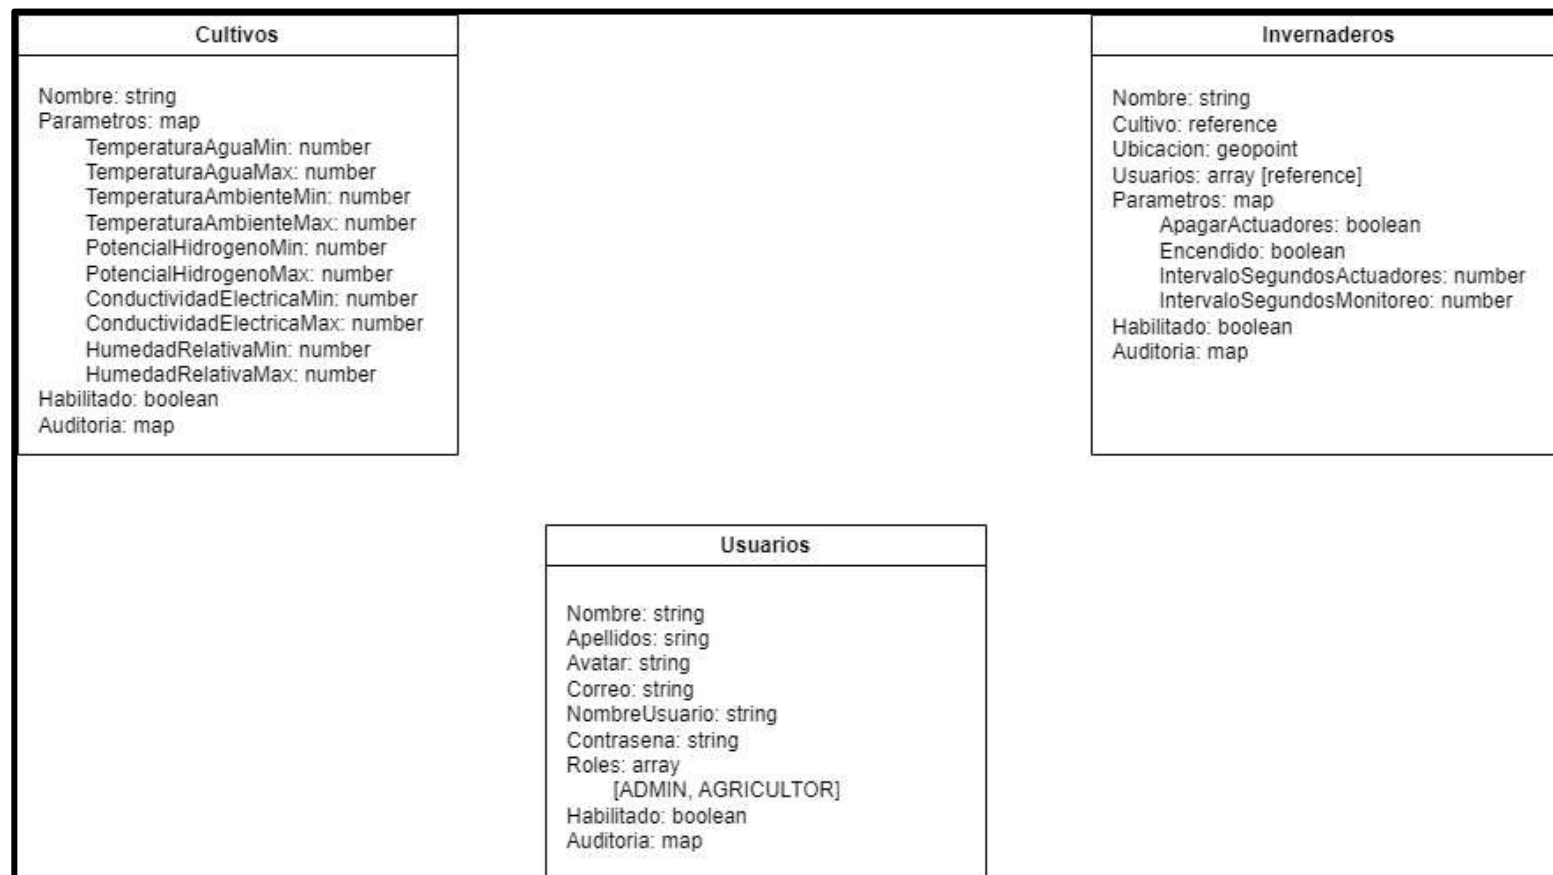 Cultivos
Nombre: string
Parametros: map
TemperaturaAguaMin: number
TemperaturaAguaMax: number
TemperaturaAmbienteMin: number
TemperaturaAmbienteMax: number
PotencialHidrogenoMin: number
PotencialHidrogenoMax: number
ConductividadElectricaMin: number
ConductividadElectricaMax: number
HumedadRelativaMin: number
HumedadRelativaMax: number
Habilitado: boolean
Auditoria: map
Invernaderos
Nombre: string
Cultivo: reference
Ubicacion: geopoint
Usuarios: array [reference]
Parametros: map
ApagarActuadores: boolean
Encendido: boolean
IntervaloSegundosActuadores: number
IntervaloSegundosMonitoreo: number
Habilitado: boolean
Auditoria: map
Usuarios
Nombre: string
Apellidos: sring
Avatar: string
Correo: string
NombreUsuario: string
Contrasena: string
Roles: array
[ADMIN, AGRICULTOR]
Habilitado: boolean
Auditoria: map